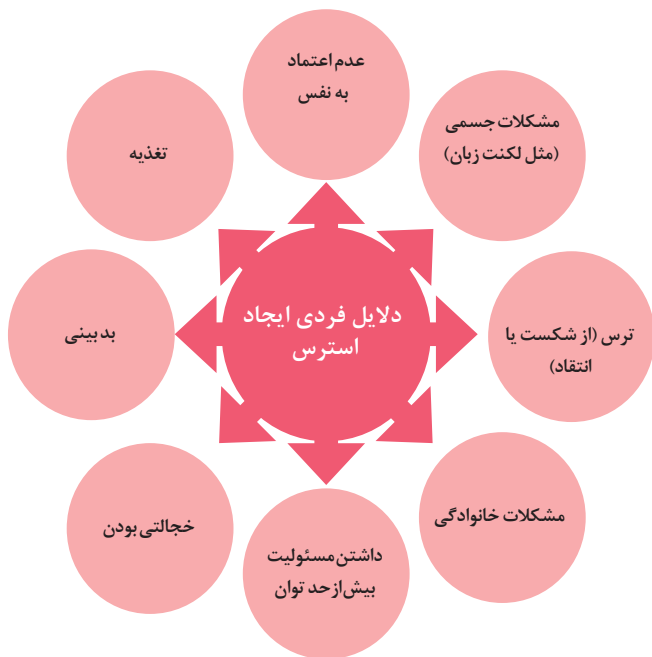 دلایل فردی ایجاد
استرس
عدم اعتماد
به نفس
مشکلات جسمی
(مثل لکنت زبان)
ترس (از شکست یا
انتقاد)
مشکلات خانوادگی
داشتن مسئولیت
بیش از حد توان
خجالتی بودن
بدبینی
تغذیه